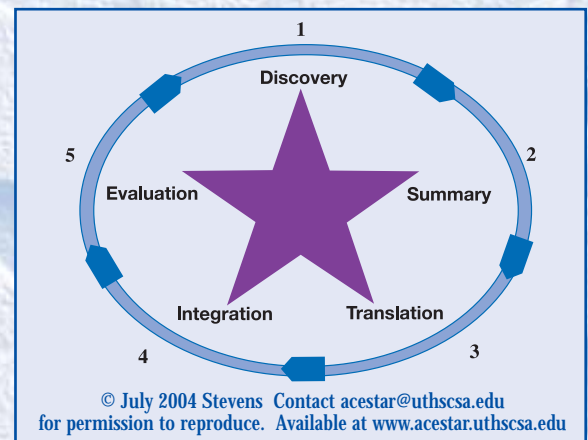 1
Discovery
5
2
Evaluation
Summary
Integration
Translation
4
3
© July 2004 Stevens Contact acestar@uthscsa.edu
for permission to reproduce. Available at www.acestar.uthscsa.edu